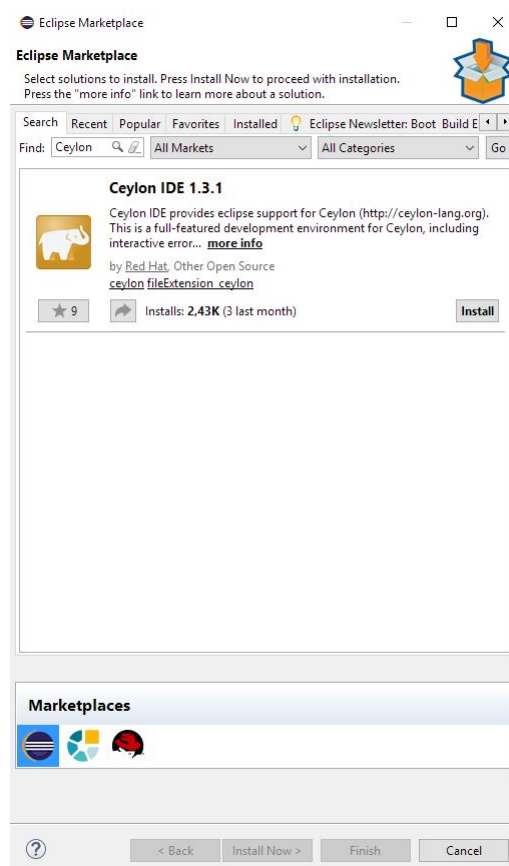 Eclipse Marketplace
Eclipse Marketplace
Select solutions to install. Press Install Now to proceed with installation.
Press the "more info" link to learn more about a solution.
Search Recent Popular Favorites Installed Eclipse Newsletter: Boot Build E
Find: Ceylon All Markets All Categories Go
Ceylon IDE 1.3.1
Ceylon IDE provides eclipse support for Ceylon (http://ceylon-lang.org).
This is a full-featured development environment for Ceylon, including
interactive error... more info
by Red Hat, Other Open Source
ceylon fileExtension_ceylon
9 Installs: 2,43K (3 last month) Install
Marketplaces
? < Back Install Now > Finish Cancel